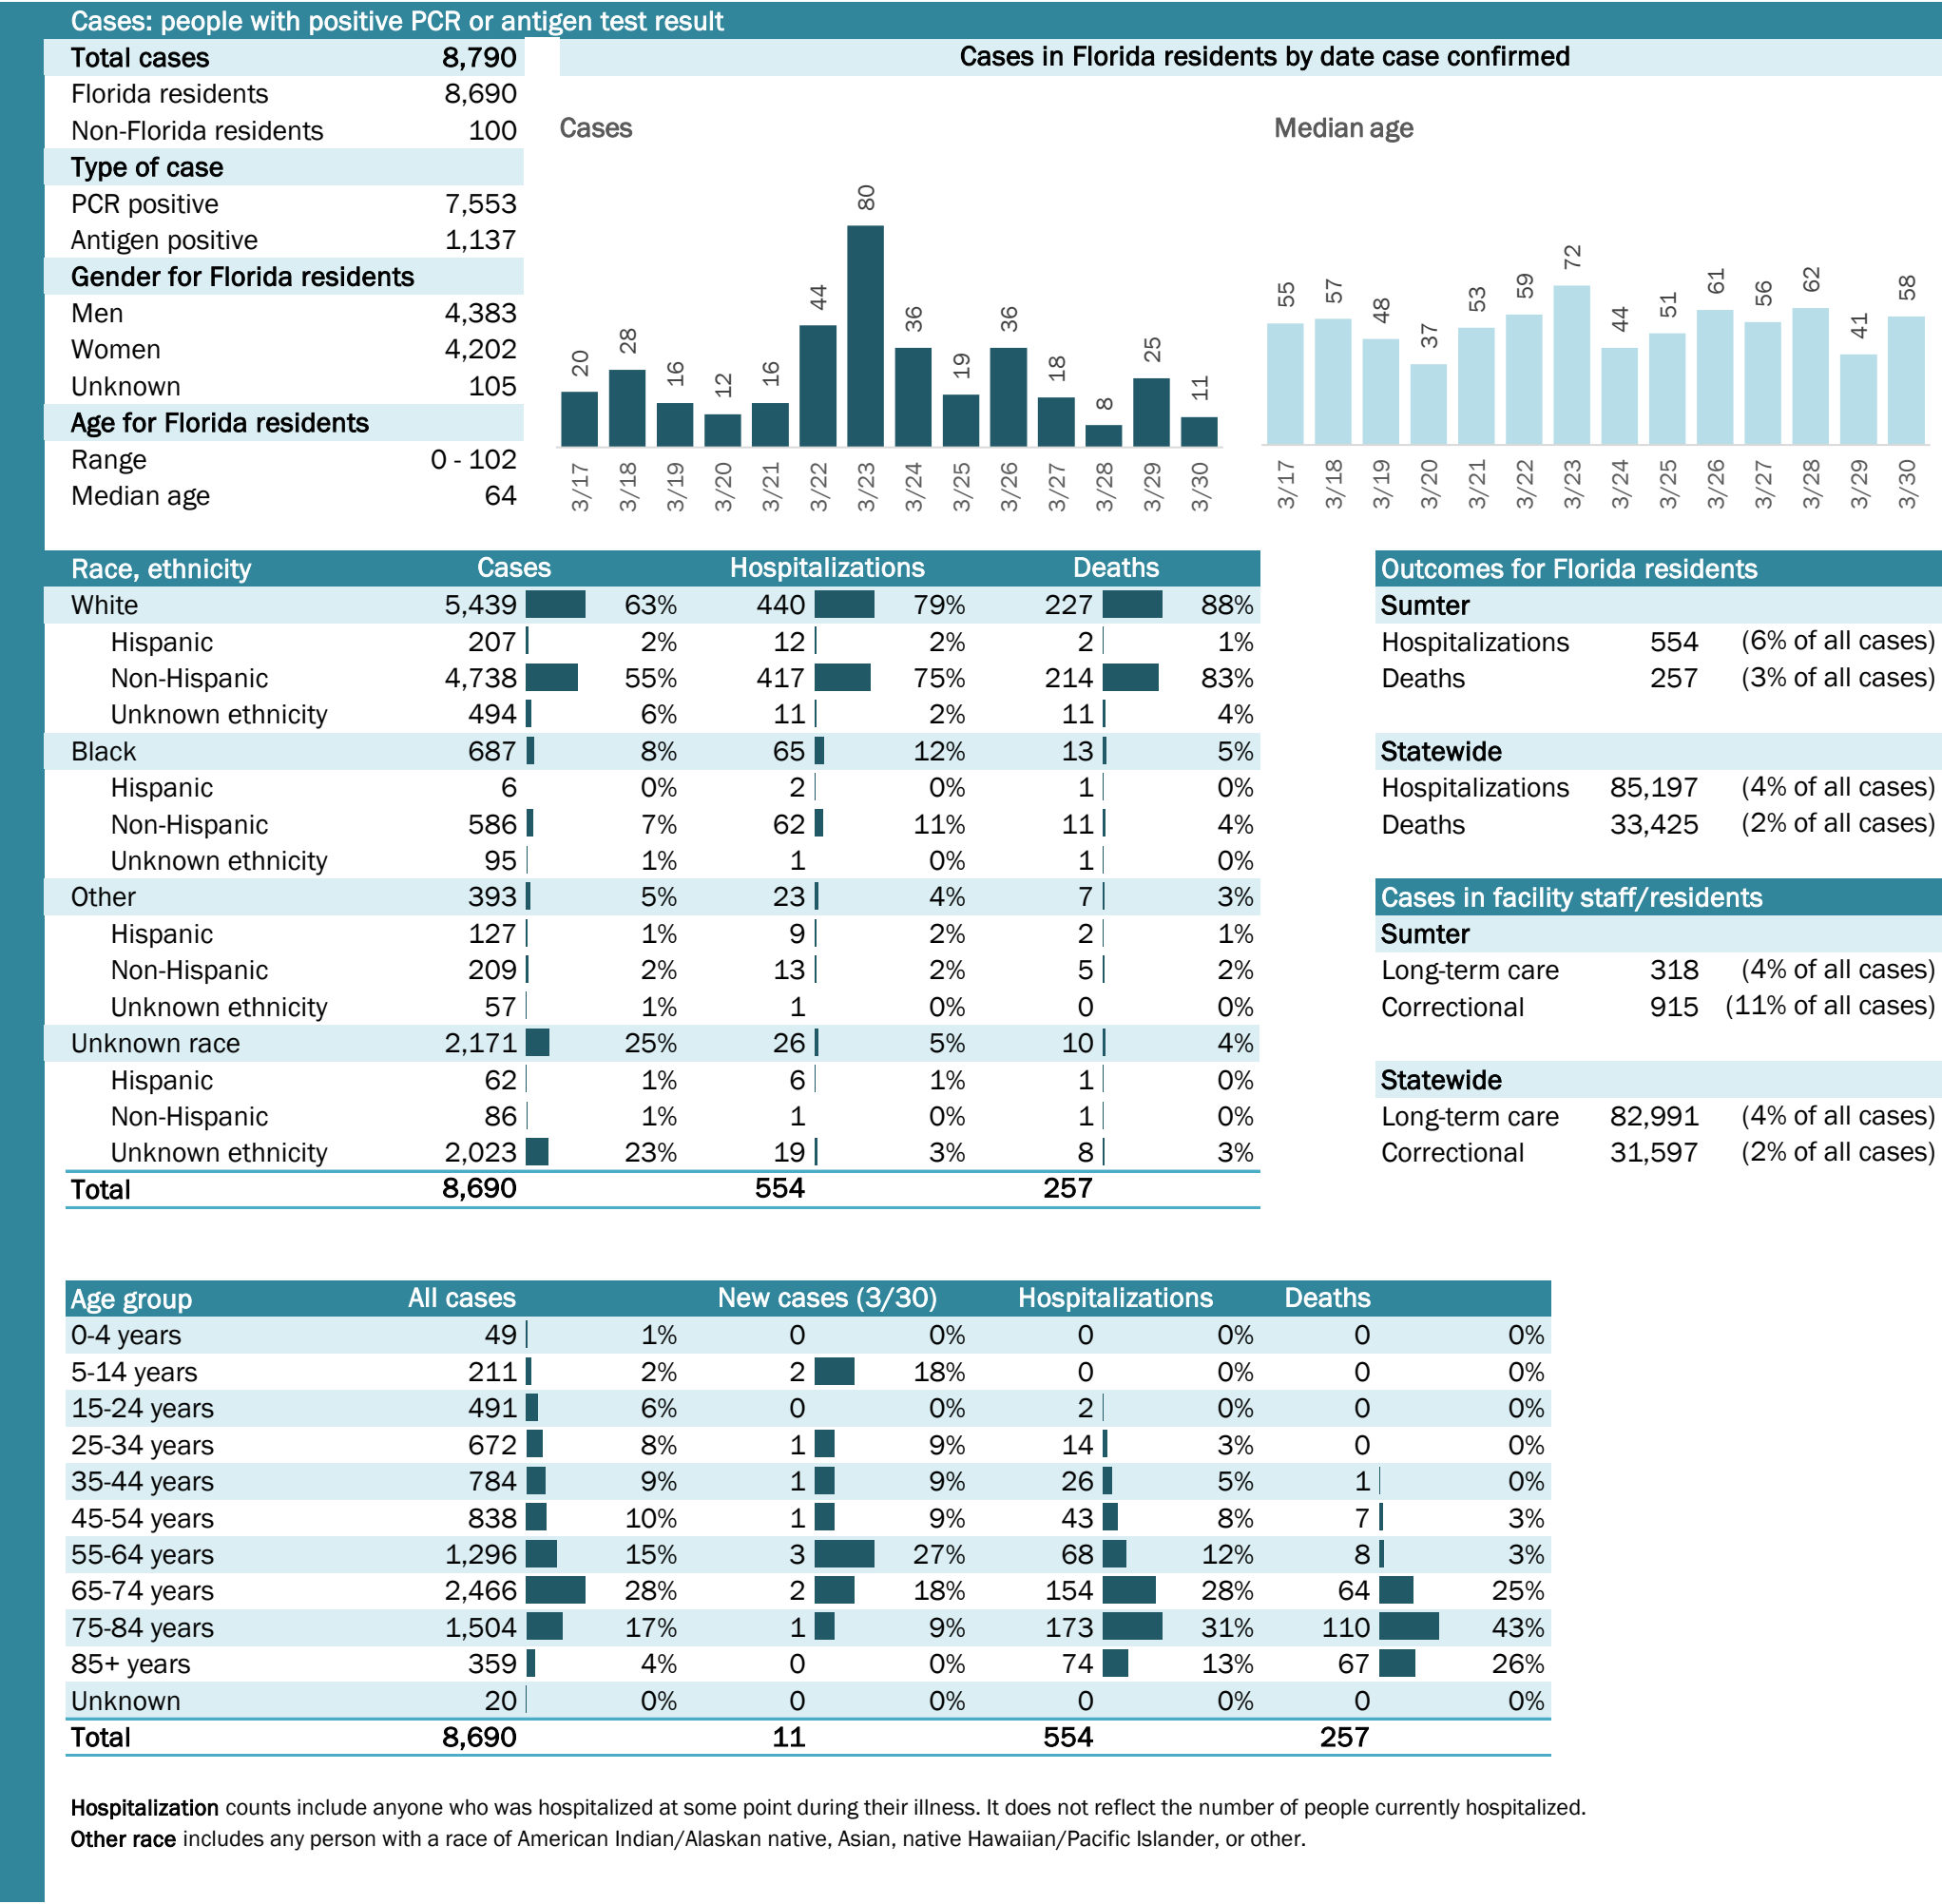 Cases: people with positive PCR or antigen test result
Total cases 8,790
Florida residents 8,690
Non-Florida residents 100
Type of case
PCR positive 7,553
Antigen positive 1,137
Gender for Florida residents
Men 4,383
Women 4,202
Unknown 105
Age for Florida residents
Range 0 - 102
Median age 64
Cases in Florida residents by date case confirmed
Cases
20 28 16 12 16 44 80 36 19 36 18 8 25 11
3/17 3/18 3/19 3/20 3/21 3/22 3/23 3/24 3/25 3/26 3/27 3/28 3/29 3/30
Median age
55 57 48 37 53 59 72 44 51 61 56 62 41 58
3/17 3/18 3/19 3/20 3/21 3/22 3/23 3/24 3/25 3/26 3/27 3/28 3/29 3/30
Race, ethnicity Cases Hospitalizations Deaths
White 5,439 63% 440 79% 227 88%
Hispanic 207 2% 12 2% 2 1%
Non-Hispanic 4,738 55% 417 75% 214 83%
Unknown ethnicity 494 6% 11 2% 11 4%
Black 687 8% 65 12% 13 5%
Hispanic 6 0% 2 0% 1 0%
Non-Hispanic 586 7% 62 11% 11 4%
Unknown ethnicity 95 1% 1 0% 1 0%
Other 393 5% 23 4% 7 3%
Hispanic 127 1% 9 2% 2 1%
Non-Hispanic 209 2% 13 2% 5 2%
Unknown ethnicity 57 1% 1 0% 0 0%
Unknown race 2,171 25% 26 5% 10 4%
Hispanic 62 1% 6 1% 1 0%
Non-Hispanic 86 1% 1 0% 1 0%
Unknown ethnicity 2,023 23% 19 3% 8 3%
Total 8,690 554 257
Outcomes for Florida residents
Sumter
Hospitalizations 554 (6% of all cases)
Deaths 257 (3% of all cases)
Statewide
Hospitalizations 85,197 (4% of all cases)
Deaths 33,425 (2% of all cases)
Cases in facility staff/residents
Sumter
Long-term care 318 (4% of all cases)
Correctional 915 (11% of all cases)
Statewide
Long-term care 82,991 (4% of all cases)
Correctional 31,597 (2% of all cases)
Age group All cases New cases (3/30) Hospitalizations Deaths
0-4 years 49 1% 0 0% 0 0% 0 0%
5-14 years 211 2% 2 18% 0 0% 0 0%
15-24 years 491 6% 0 0% 2 0% 0 0%
25-34 years 672 8% 1 9% 14 3% 0 0%
35-44 years 784 9% 1 9% 26 5% 1 0%
45-54 years 838 10% 1 9% 43 8% 7 3%
55-64 years 1,296 15% 3 27% 68 12% 8 3%
65-74 years 2,466 28% 2 18% 154 28% 64 25%
75-84 years 1,504 17% 1 9% 173 31% 110 43%
85+ years 359 4% 0 0% 74 13% 67 26%
Unknown 20 0% 0 0% 0 0% 0 0%
Total 8,690 11 554 257
Hospitalization counts include anyone who was hospitalized at some point during their illness. It does not reflect the number of people currently hospitalized.
Other race includes any person with a race of American Indian/Alaskan native, Asian, native Hawaiian/Pacific Islander, or other.